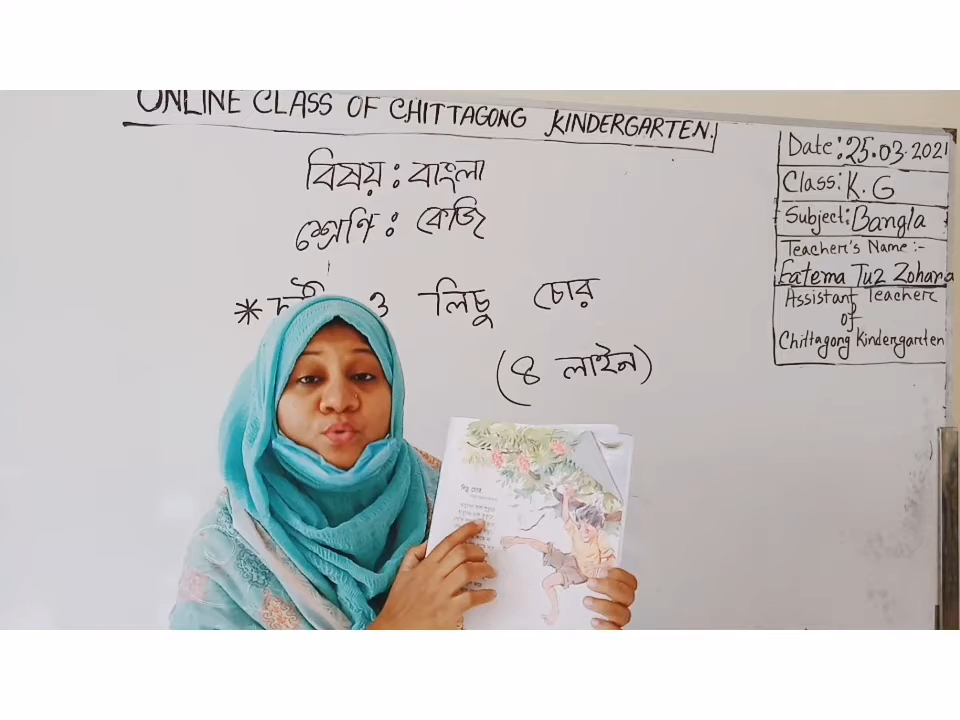 ONLINE CLASS OF CHITTAGONG KINDERGARTEN.
বিষয় : বাংলা
শ্রেণি : কেজি
* ও লিচু চোর
(৪ লাইন)
Date: 25.03.2021
Class: K.G
Subject: Bangla
Teacher's Name :-
Fatema Tuz Zohara
Assistant Teacher
of
Chittagong Kindergarten
লিচু চোর